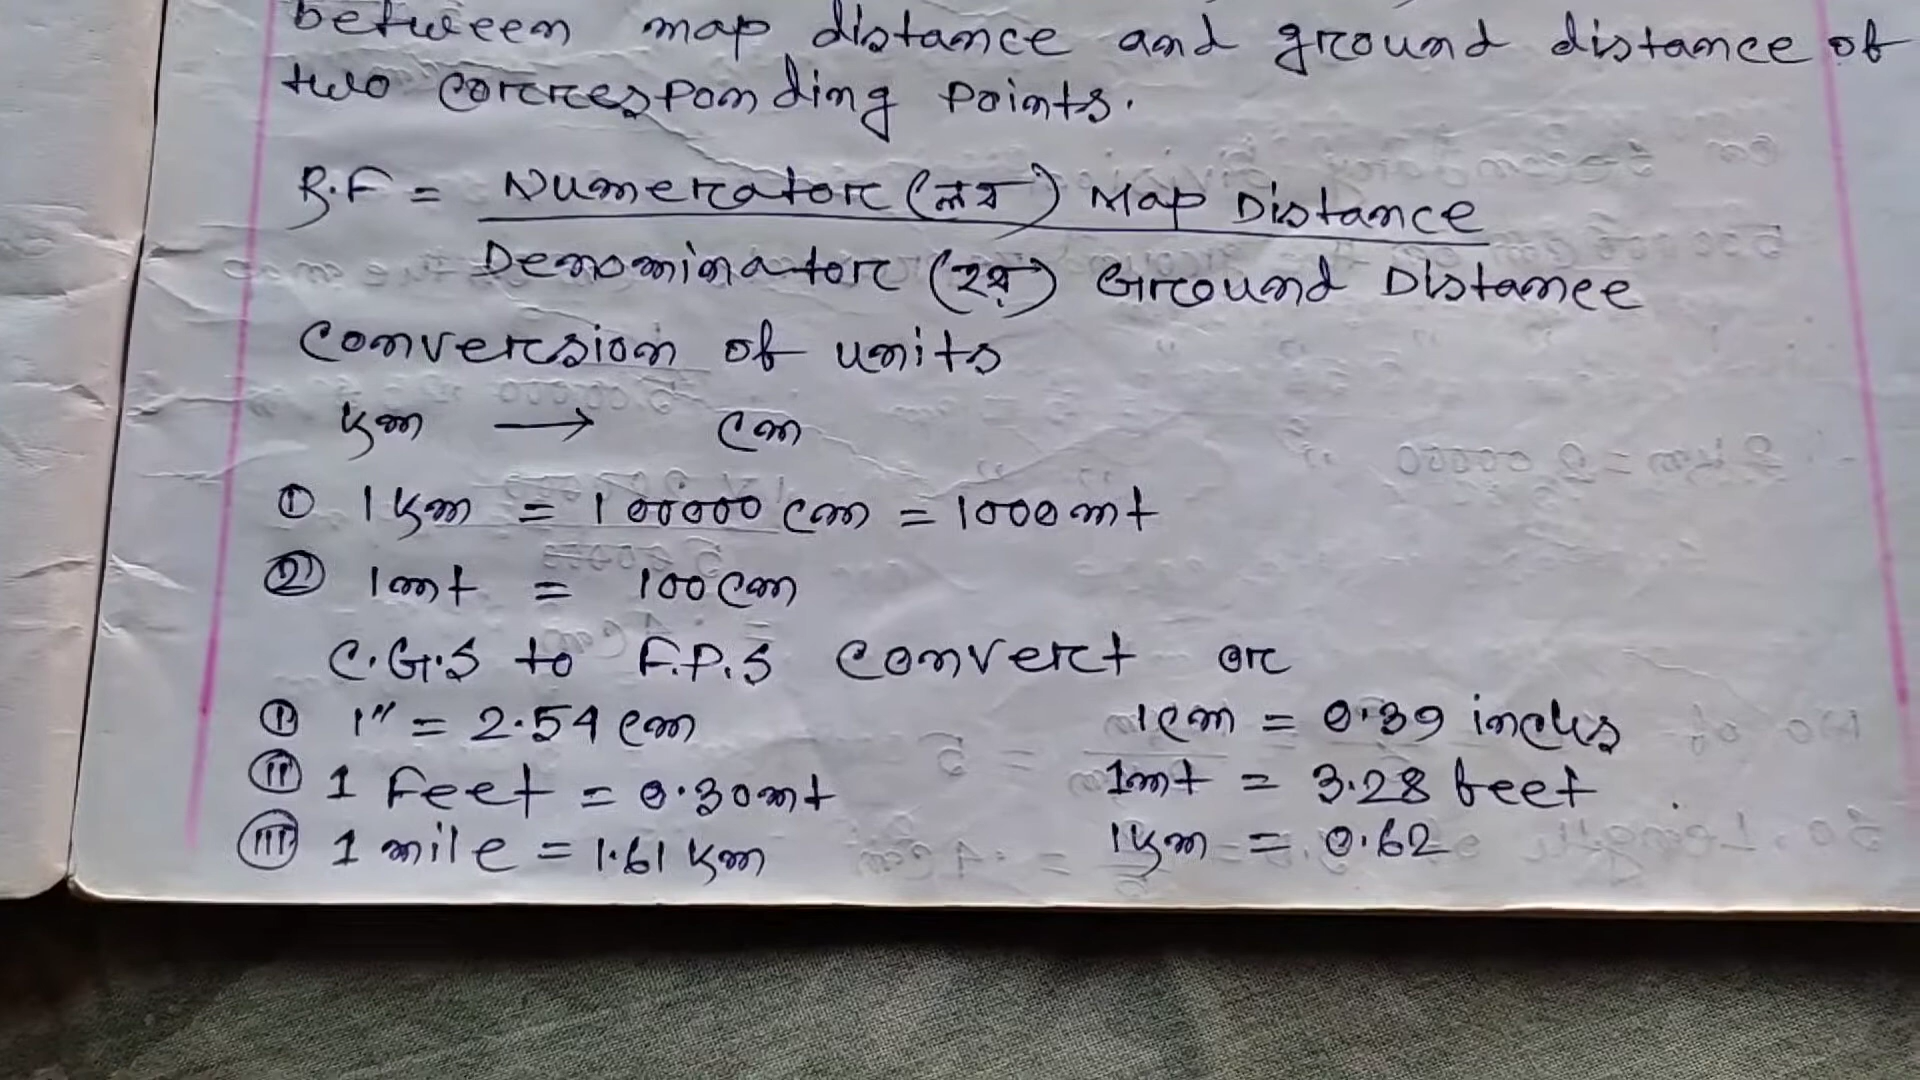 between map distance and ground distance of
two corresponding points.
R.F = Numerator (लव) Map Distance
Denominator (হর) Ground Distance
Conversion of units
Km → Cm
① 1 Km = 100000 Cm = 1000 mt
② 1 mt = 100 Cm
C.G.S to F.P.S Convert or
① 1" = 2.54 cm 1 cm = 0.39 inches
(II) 1 Feet = 0.30 mt 1 mt = 3.28 feet
(III) 1 mile = 1.61 Km 1 Km = 0.62